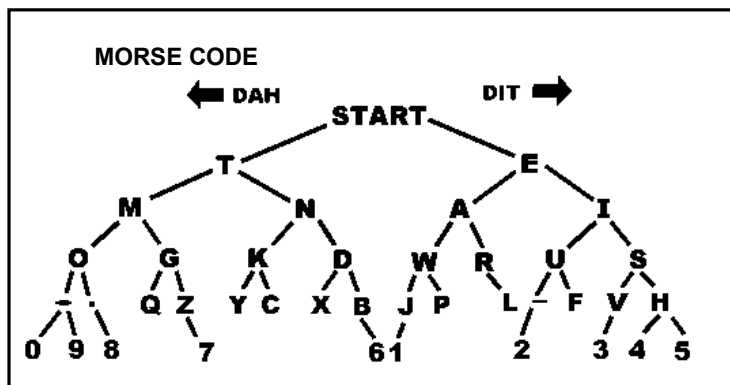 MORSE CODE
DAH DIT
START
T E
M N A I
O G K D W R U S
- . Q Z Y C X B J P L - F V H
0 9 8 7 6 1 2 3 4 5